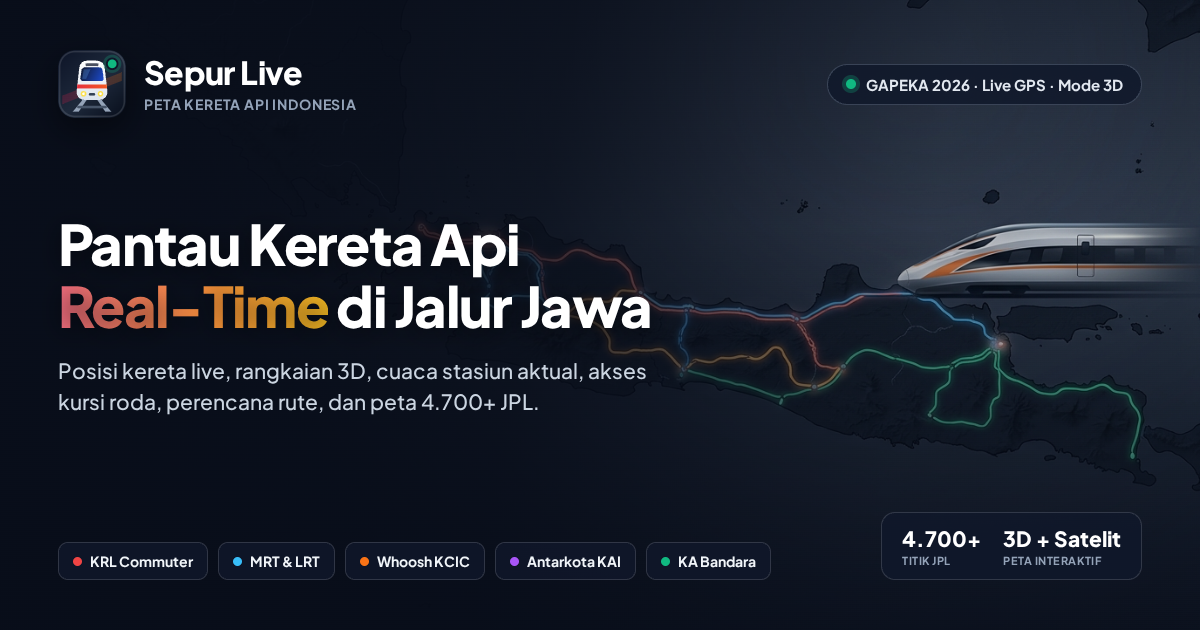 Sepur Live
PETA KERETA API INDONESIA
GAPEKA 2026 · Live GPS · Mode 3D
Pantau Kereta Api
Real-Time di Jalur Jawa
Posisi kereta live, rangkaian 3D, cuaca stasiun aktual, akses
kursi roda, perencana rute, dan peta 4.700+ JPL.
KRL Commuter
MRT & LRT
Whoosh KCIC
Antarkota KAI
KA Bandara
4.700+
TITIK JPL
3D + Satelit
PETA INTERAKTIF